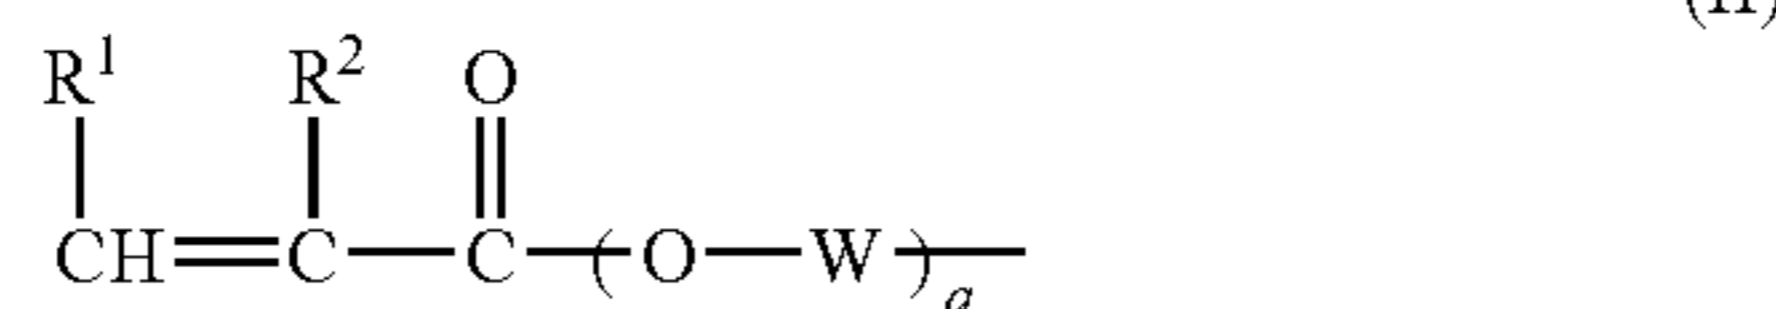 (II)
R¹ R² O
CH=C—C—(O—W)a—